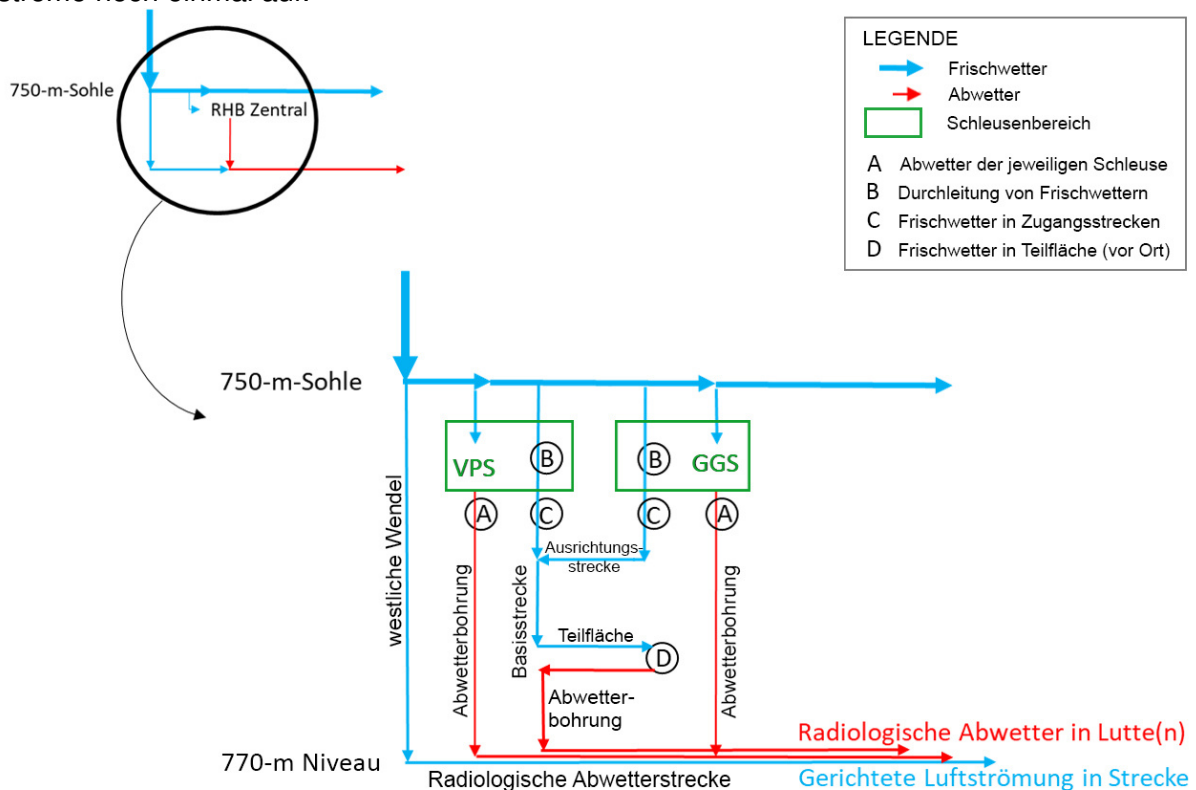 750-m-Sohle
RHB Zentral
LEGENDE
Frischwetter
Abwetter
Schleusenbereich
A Abwetter der jeweiligen Schleuse
B Durchleitung von Frischwettern
C Frischwetter in Zugangsstrecken
D Frischwetter in Teilfläche (vor Ort)
750-m-Sohle
westliche Wendel
VPS
B
B
GGS
A
C
C
A
Ausrichtungs-
strecke
Abwetterbohrung
Basisstrecke
Teilfläche
D
Abwetter-
bohrung
Abwetterbohrung
Radiologische Abwetter in Lutte(n)
770-m Niveau
Radiologische Abwetterstrecke
Gerichtete Luftströmung in Strecke